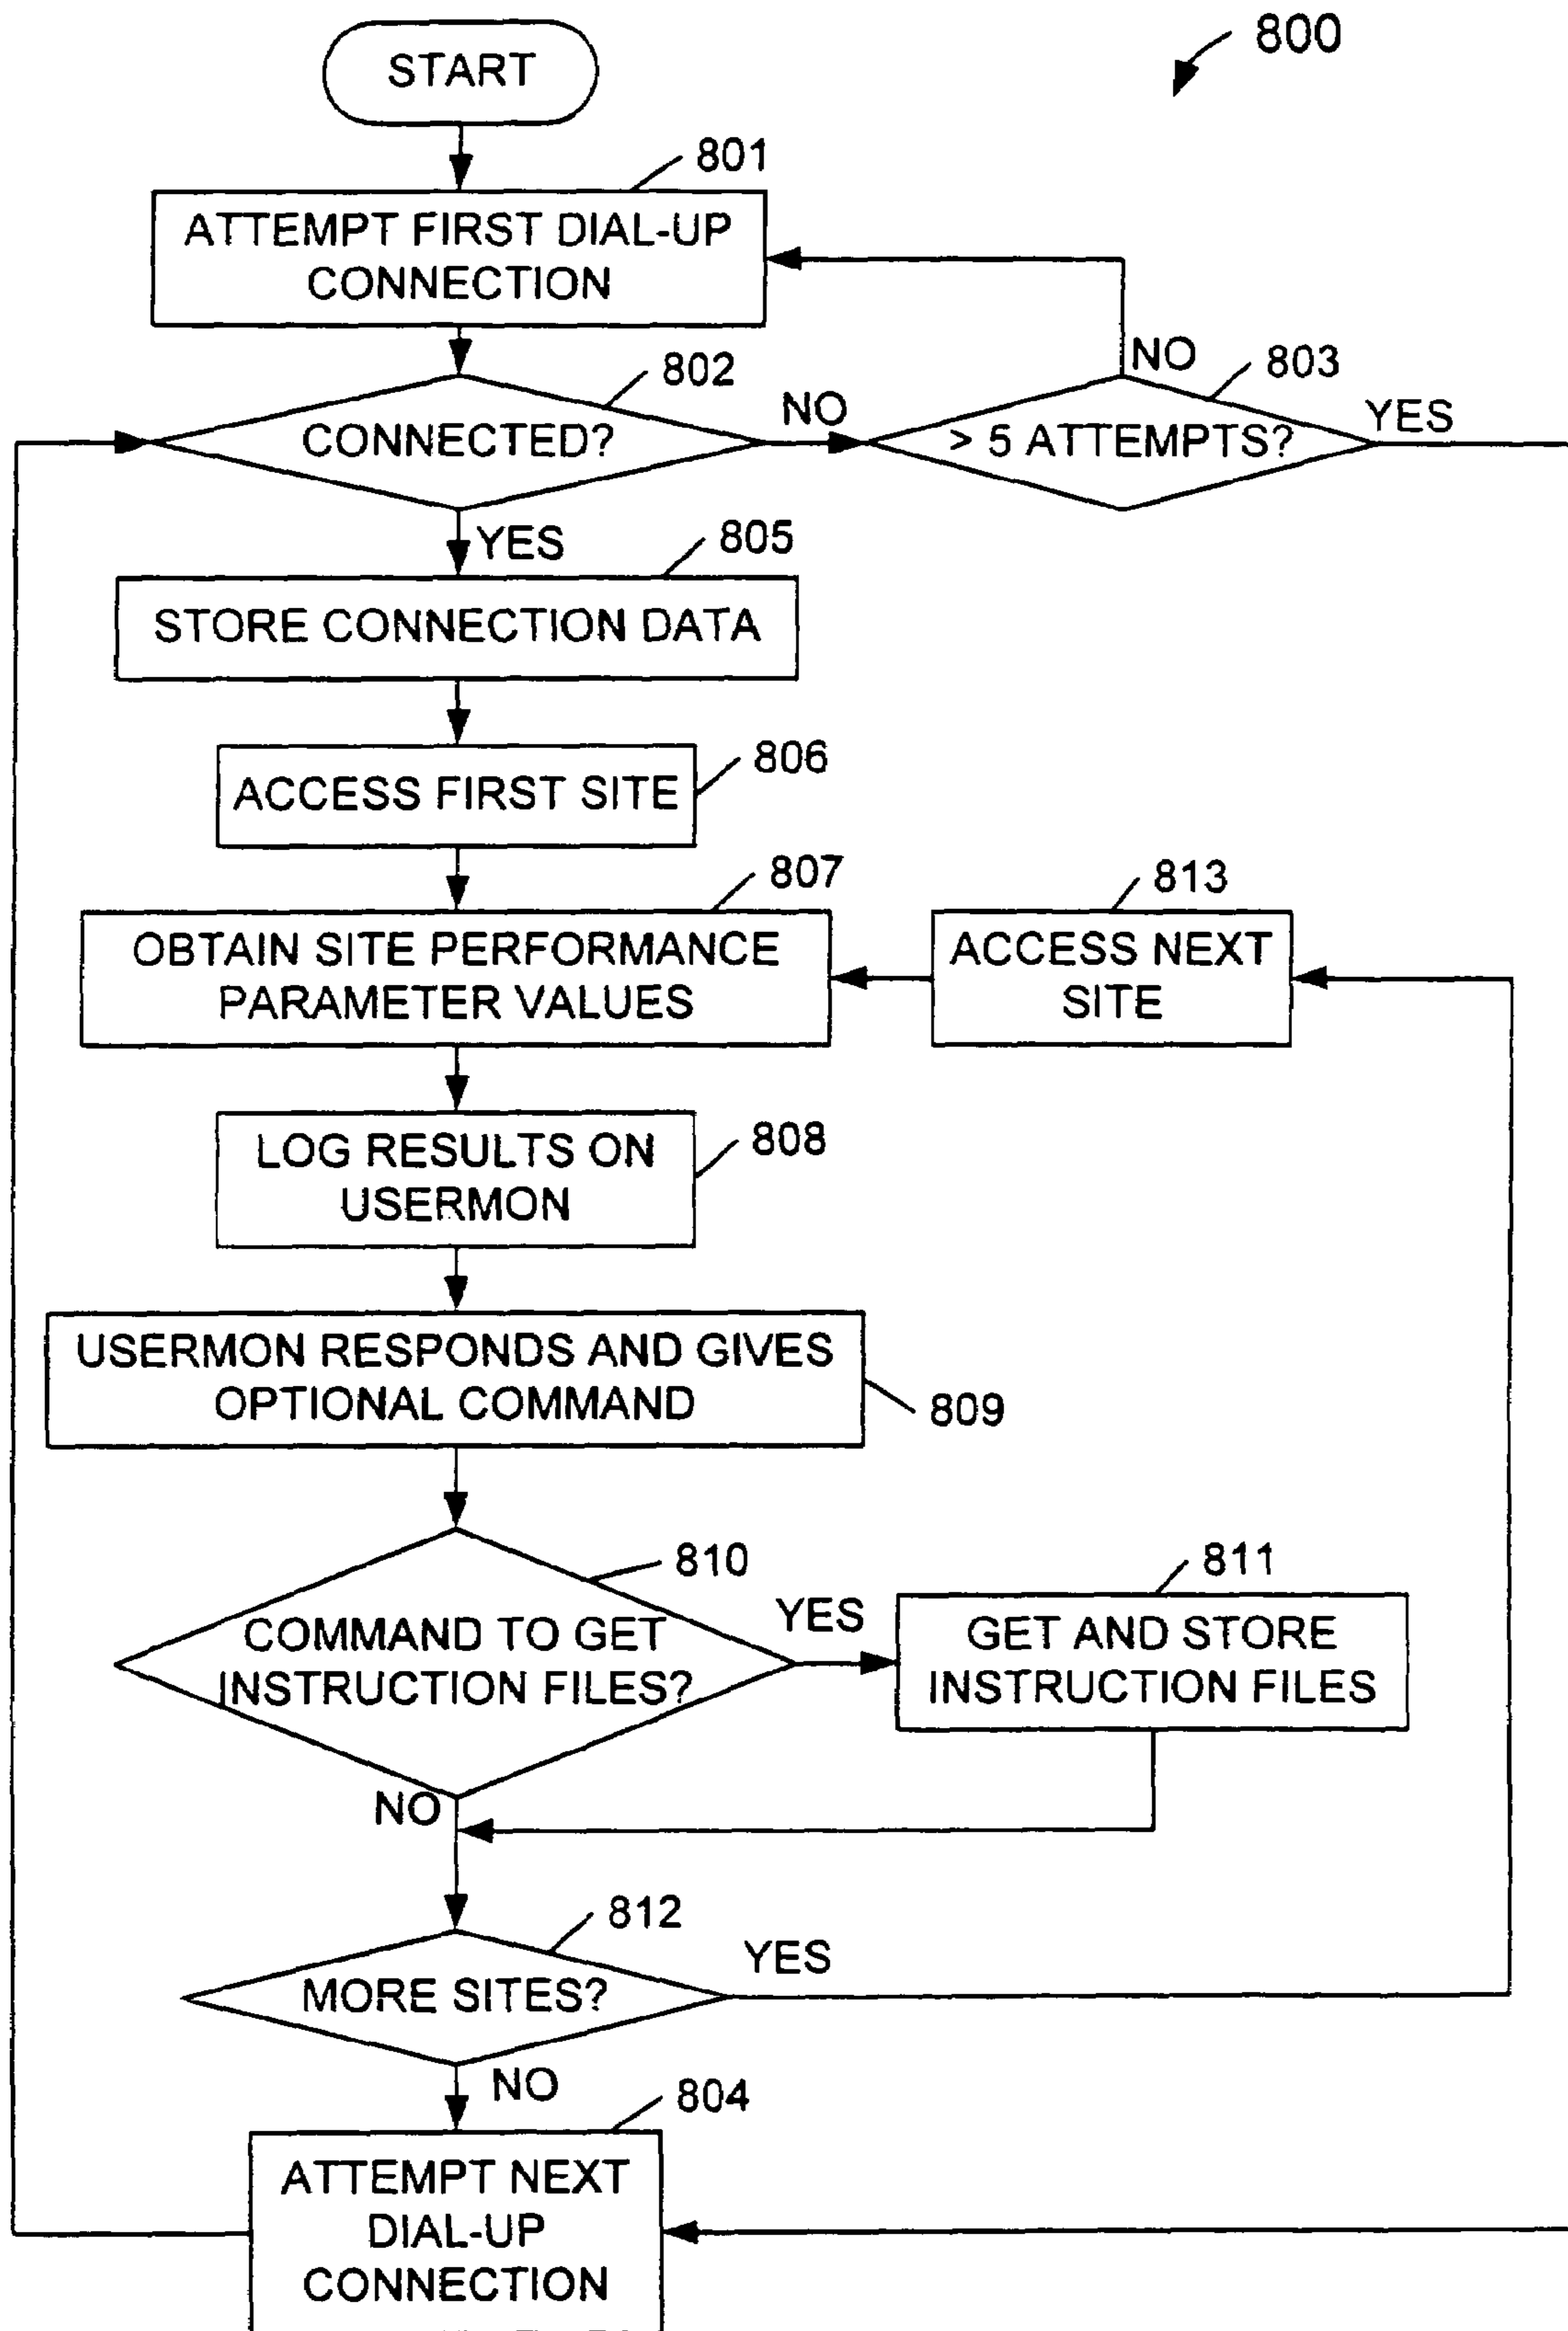 800
START
801
ATTEMPT FIRST DIAL-UP
CONNECTION
802
CONNECTED?
NO
NO
803
> 5 ATTEMPTS?
YES
YES
805
STORE CONNECTION DATA
806
ACCESS FIRST SITE
807
OBTAIN SITE PERFORMANCE
PARAMETER VALUES
813
ACCESS NEXT
SITE
808
LOG RESULTS ON
USERMON
USERMON RESPONDS AND GIVES
OPTIONAL COMMAND
809
810
COMMAND TO GET
INSTRUCTION FILES?
YES
811
GET AND STORE
INSTRUCTION FILES
NO
812
MORE SITES?
YES
NO
804
ATTEMPT NEXT
DIAL-UP
CONNECTION